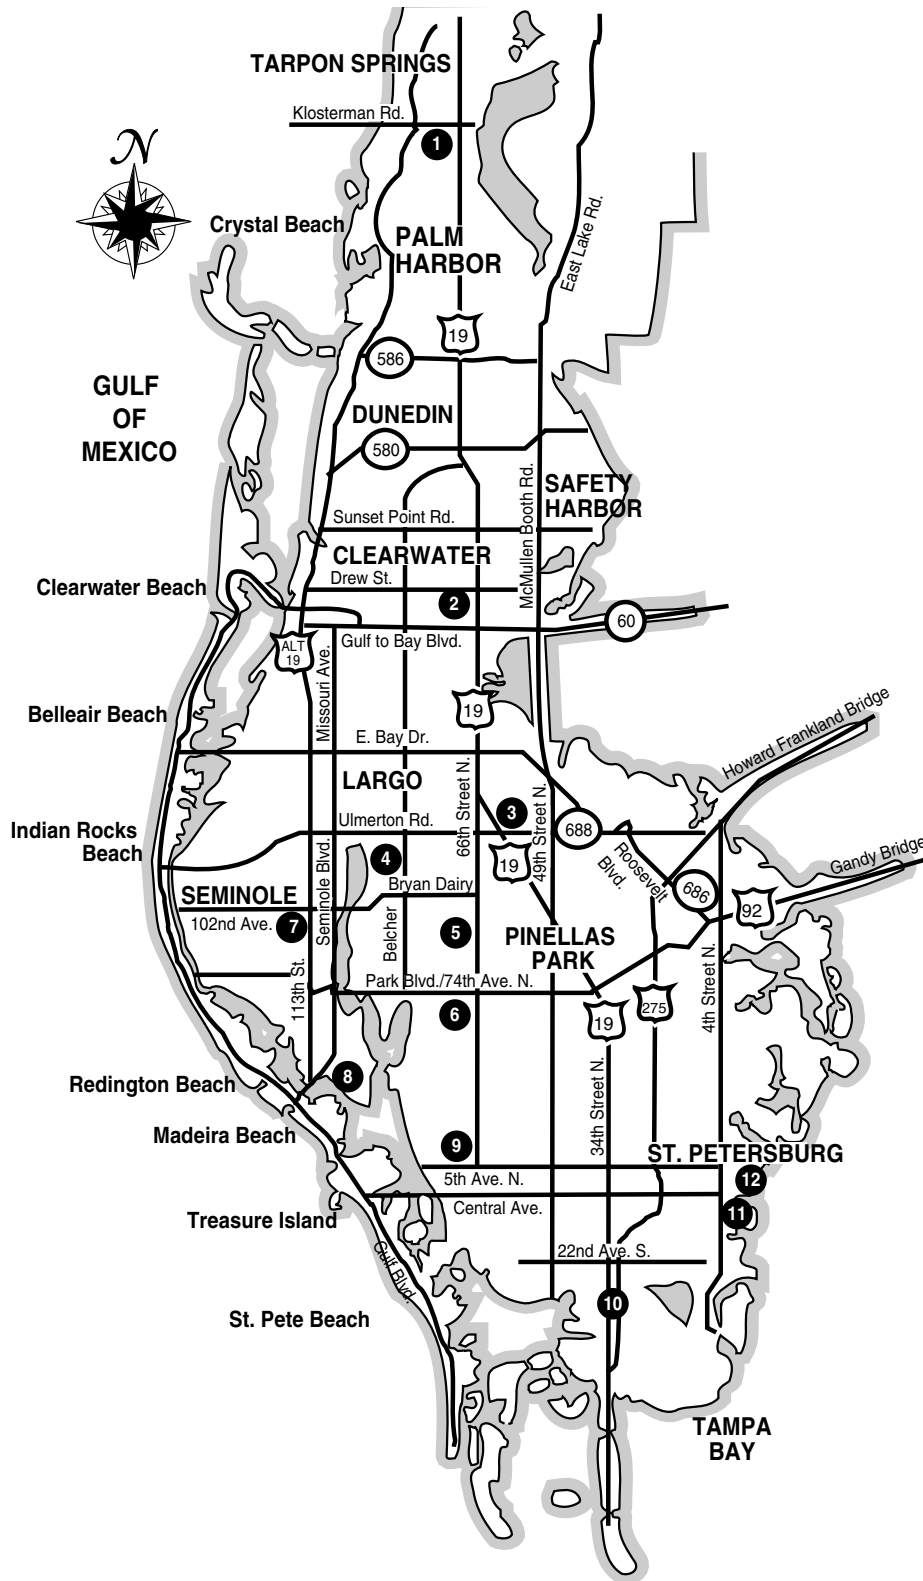 TARPON SPRINGS
Klosterman Rd.
1
N
Crystal Beach
PALM
HARBOR
East Lake Rd.
19
586
GULF
OF
MEXICO
DUNEDIN
580
SAFETY
HARBOR
McMullen Booth Rd.
Sunset Point Rd.
CLEARWATER
Drew St.
Clearwater Beach
2
60
ALT
19
Gulf to Bay Blvd.
Missouri Ave.
19
Belleair Beach
E. Bay Dr.
Howard Frankland Bridge
LARGO
66th Street N.
49th Street N.
3
Ulmerton Rd.
688
Indian Rocks
Beach
Seminole Blvd.
4
19
Roosevelt
Blvd.
Gandy Bridge
Bryan Dairy
686
SEMINOLE
92
102nd Ave.
7
Belcher
5
PINELLAS
PARK
113th St.
Park Blvd./74th Ave. N.
4th Street N.
6
19
275
Redington Beach
8
34th Street N.
Madeira Beach
9
ST. PETERSBURG
5th Ave. N.
12
Central Ave.
11
Treasure Island
Gulf Blvd.
22nd Ave. S.
10
St. Pete Beach
TAMPA
BAY